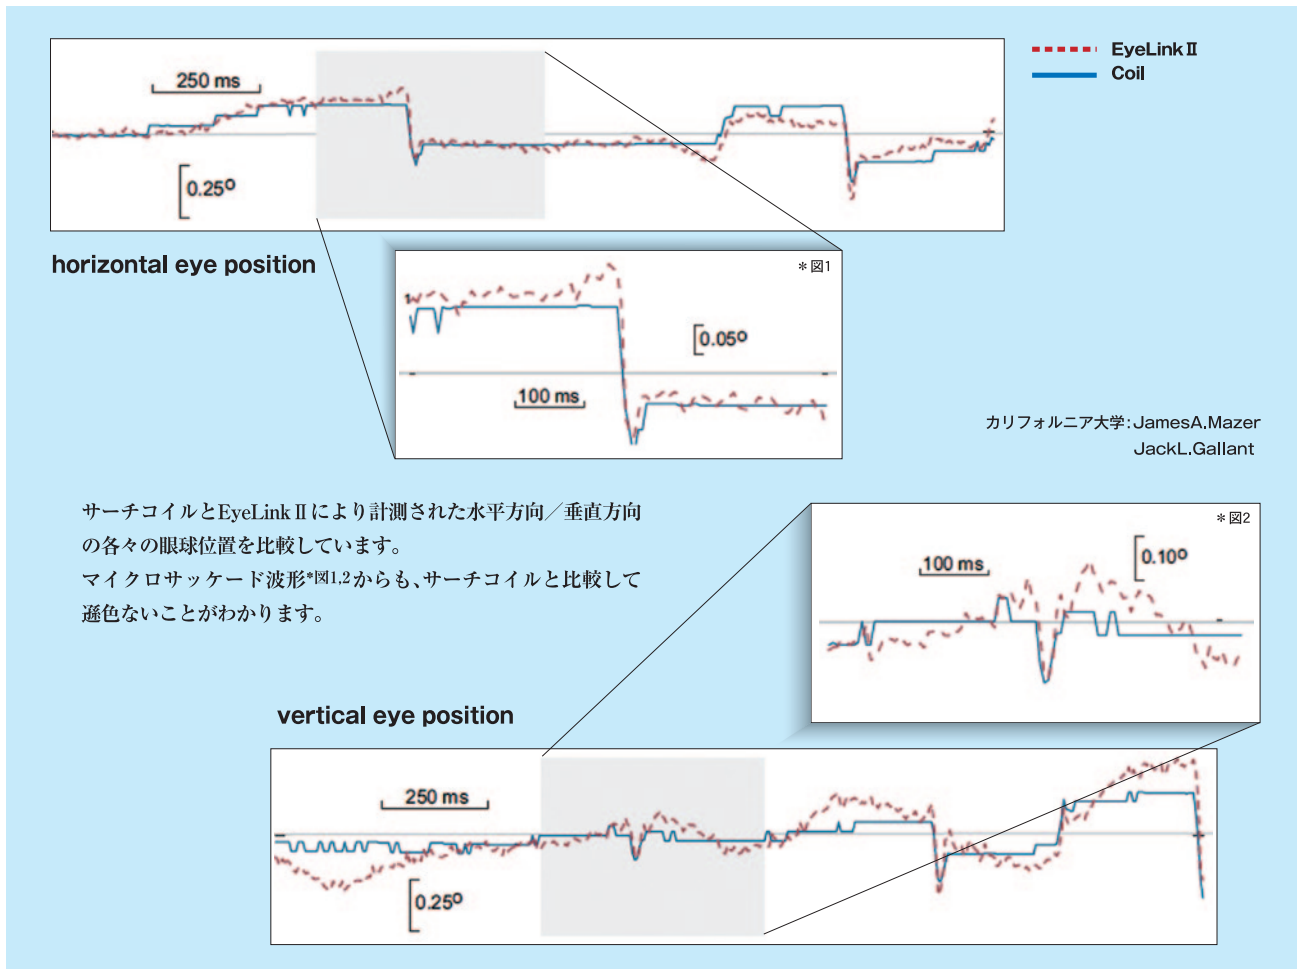 EyeLink II
Coil
250 ms
0.25º
horizontal eye position
*図1
0.05º
100 ms
カリフォルニア大学:JamesA.Mazer
JackL.Gallant
サーチコイルとEyeLink IIにより計測された水平方向/垂直方向
の各々の眼球位置を比較しています。
マイクロサッケード波形*図1,2からも、サーチコイルと比較して
遜色ないことがわかります。
*図2
100 ms
0.10º
vertical eye position
250 ms
0.25º